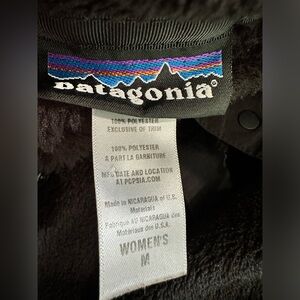 patagonia®
100% POLYESTER
EXCLUSIVE OF TRIM
100% POLYESTER
A PART LA GARNITURE
MFG DATE AND LOCATION
AT PCPSIA.COM
Made in NICARAGUA of U.S.
Materials
Fabriqué au NICARAGUA des
Matériaux des U.S.A.
WOMEN'S
M